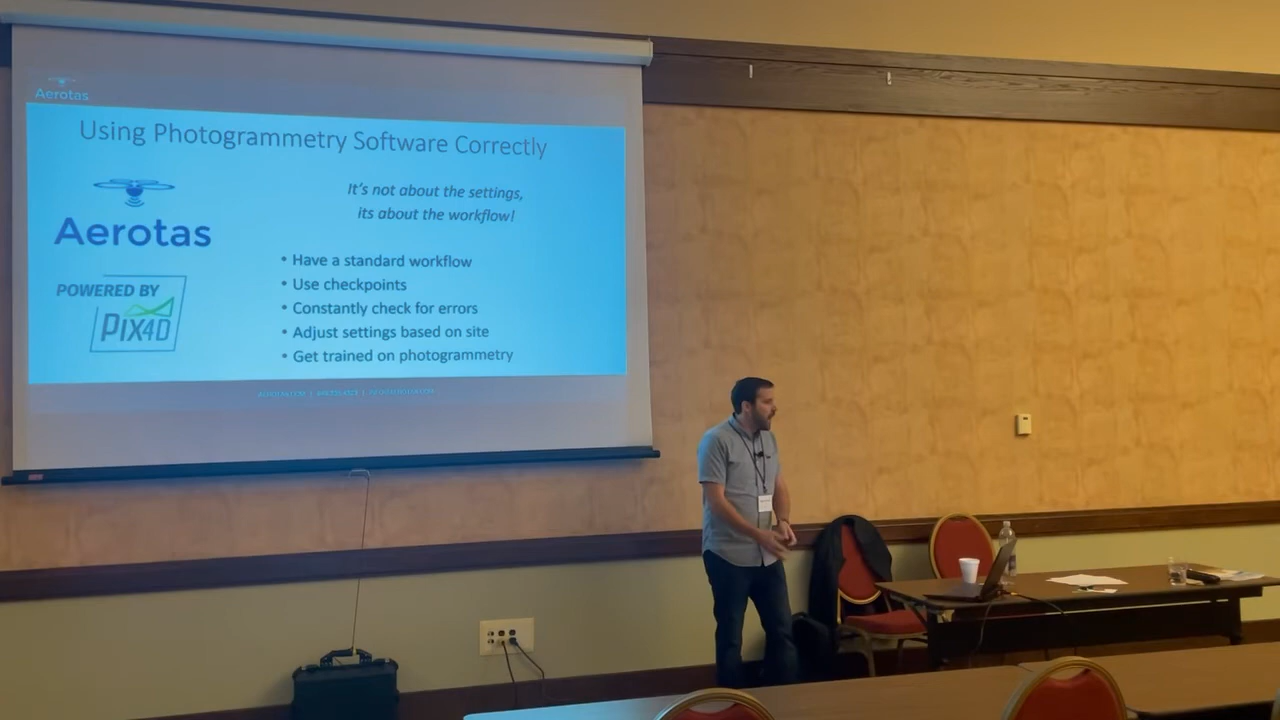 Aerotas
Using Photogrammetry Software Correctly
It's not about the settings,
its about the workflow!
Aerotas
POWERED BY
PIX4D
• Have a standard workflow
• Use checkpoints
• Constantly check for errors
• Adjust settings based on site
• Get trained on photogrammetry